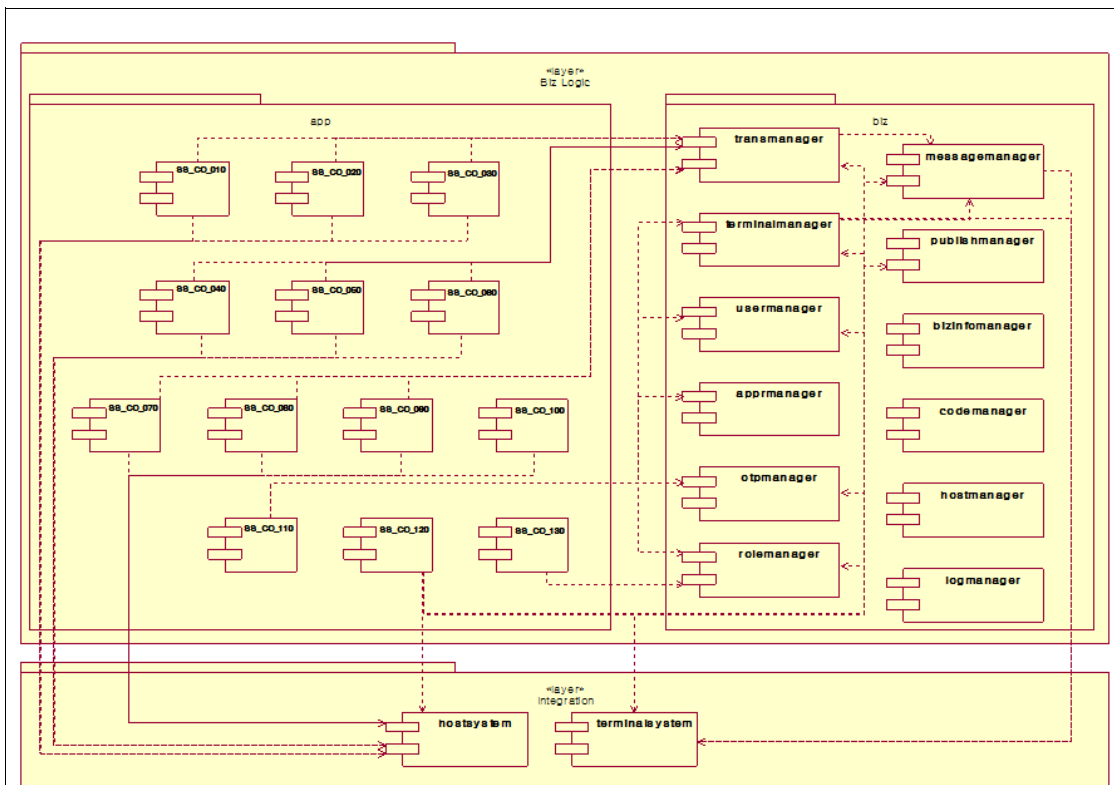 «layer»
Biz Logic
app
biz
transmanager
messagemanager
SS_CO_010
SS_CO_020
SS_CO_030
terminalmanager
publishmanager
SS_CO_040
SS_CO_050
SS_CO_060
usermanager
bizinfomanager
apprmanager
codemanager
SS_CO_070
SS_CO_080
SS_CO_090
SS_CO_100
otpmanager
hostmanager
SS_CO_110
SS_CO_120
SS_CO_130
rolemanager
logmanager
«layer»
Integration
hostsystem
terminalsystem